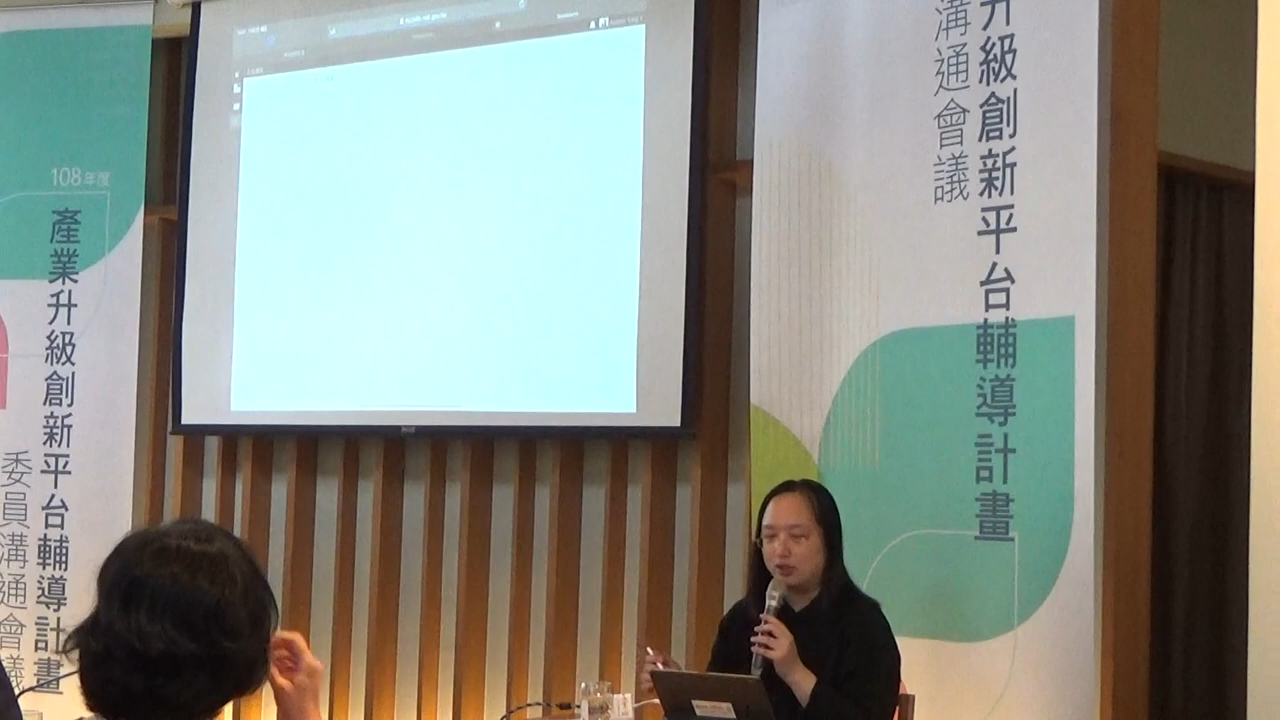 108年度
產業升級創新平台輔導計畫
委員溝通會議
升級創新平台輔導計畫
溝通會議